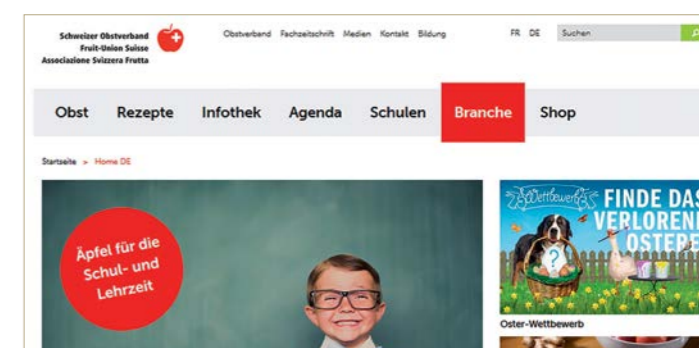 Schweizer Obstverband
Fruit-Union Suisse
Associazione Svizzera Frutta
Obstverband Fachzeitschrift Medien Kontakt Bildung
FR DE Suchen
Obst Rezepte Infothek Agenda Schulen Branche Shop
Startseite > Home DE
Äpfel für die
Schul- und
Lehrzeit
Wettbewerb
FINDE DAS
VERLORENE
?
Oster-Wettbewerb